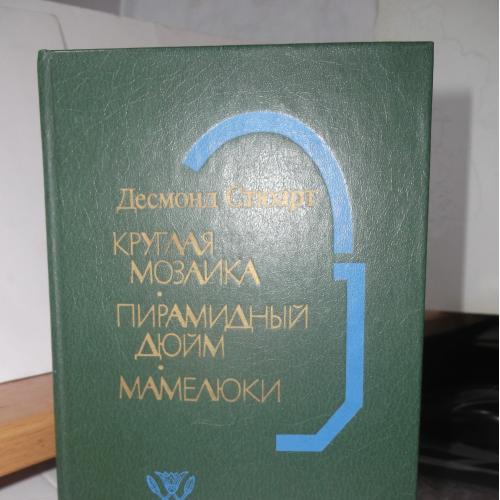 Десмонд Стюарт
КРУГЛАЯ
МОЗАИКА
·
ПИРАМИДНЫЙ
ДЮЙМ
·
МАМЕЛЮКИ